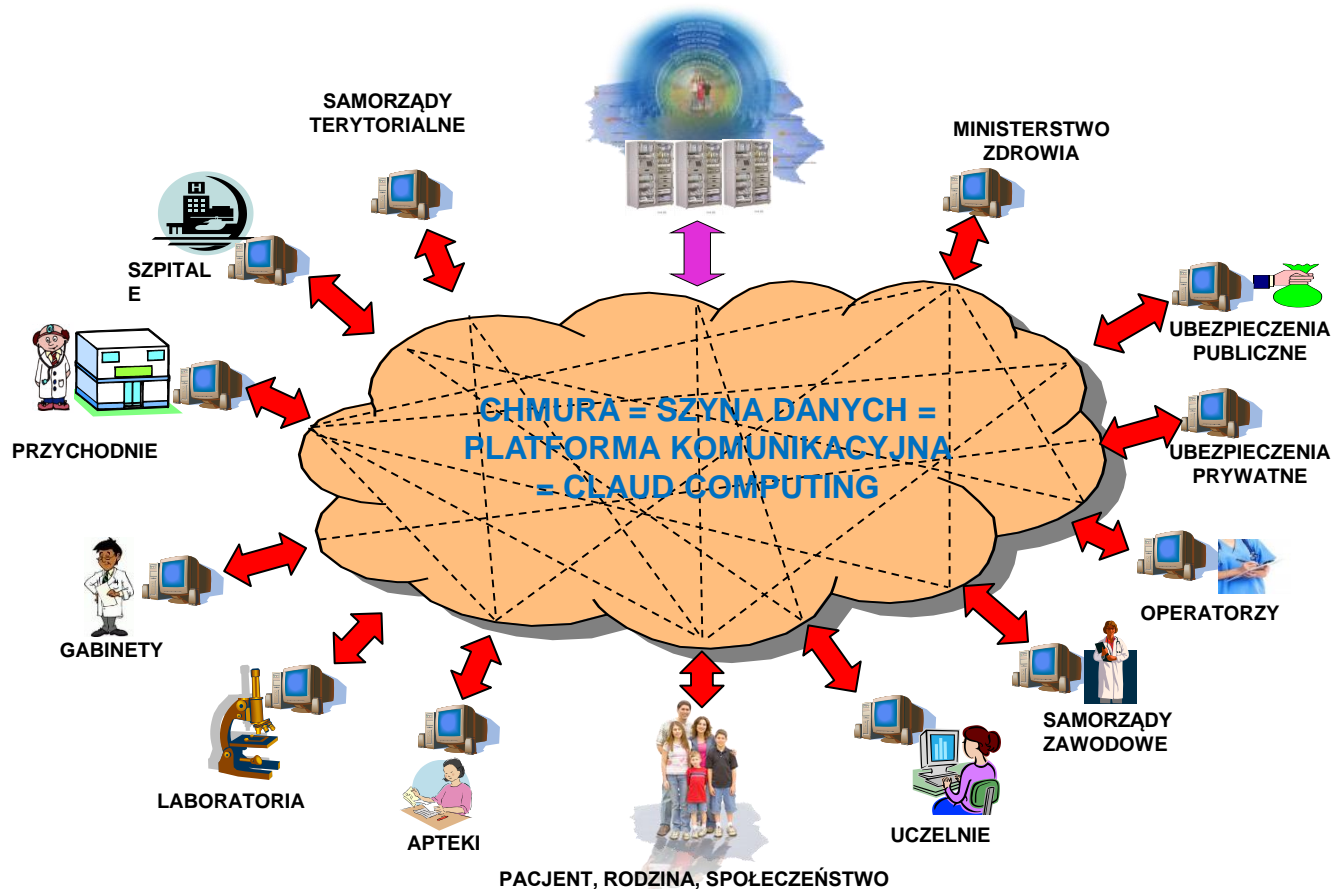 SAMORZĄDY
TERYTORIALNE
MINISTERSTWO
ZDROWIA
SZPITAL
E
UBEZPIECZENIA
PUBLICZNE
PRZYCHODNIE
CHMURA = SZYNA DANYCH =
PLATFORMA KOMUNIKACYJNA
= CLAUD COMPUTING
UBEZPIECZENIA
PRYWATNE
GABINETY
OPERATORZY
LABORATORIA
SAMORZĄDY
ZAWODOWE
APTEKI
UCZELNIE
PACJENT, RODZINA, SPOŁECZEŃSTWO
H